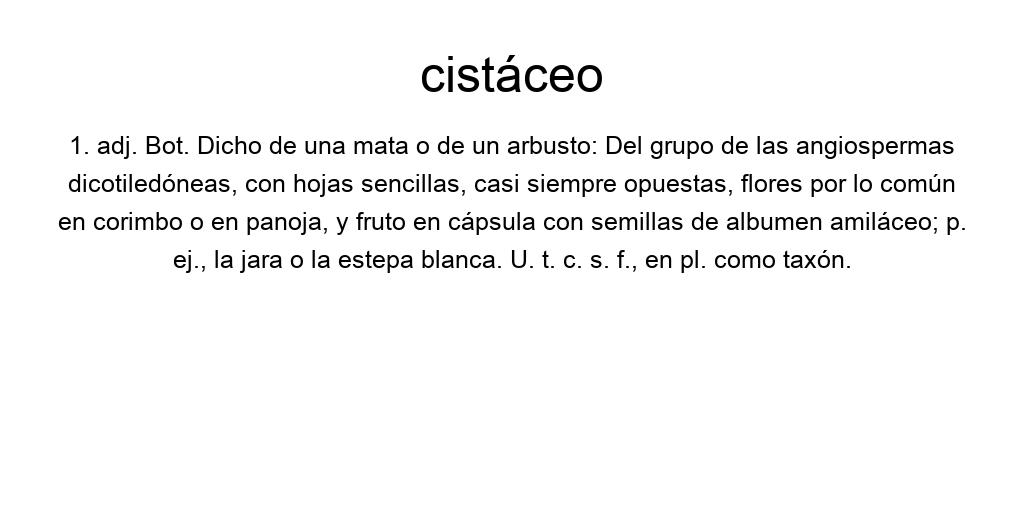 cistáceo
1. adj. Bot. Dicho de una mata o de un arbusto: Del grupo de las angiospermas
dicotiledóneas, con hojas sencillas, casi siempre opuestas, flores por lo común
en corimbo o en panoja, y fruto en cápsula con semillas de albumen amiláceo; p.
ej., la jara o la estepa blanca. U. t. c. s. f., en pl. como taxón.